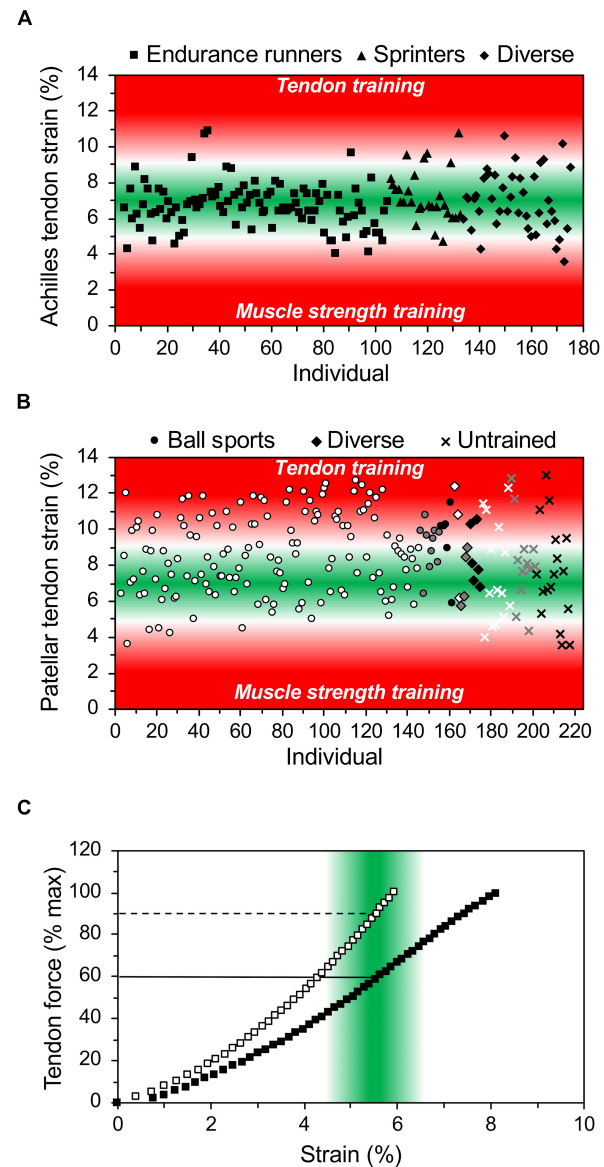 A
■ Endurance runners ▲ Sprinters ◆ Diverse
Achilles tendon strain (%)
14
12
10
8
6
4
2
0
Tendon training
Muscle strength training
0 20 40 60 80 100 120 140 160 180
Individual
B
● Ball sports ◆ Diverse × Untrained
Patellar tendon strain (%)
14
12
10
8
6
4
2
0
Tendon training
Muscle strength training
0 20 40 60 80 100 120 140 160 180 200 220
Individual
C
Tendon force (% max)
120
100
80
60
40
20
0
0 2 4 6 8 10
Strain (%)